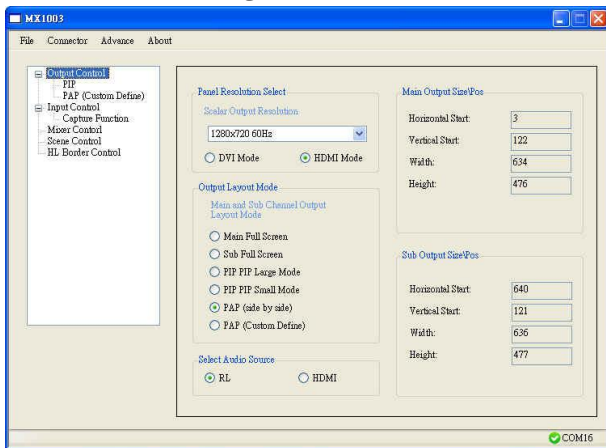 MX1003
File Connector Advance About
Output Control
PIP
PAP (Custom Define)
Input Control
Capture Function
Mixer Contorl
Scene Control
HL Border Control
Panel Resolution Select
Scalar Output Resolution
1280x720 60Hz
DVI Mode HDMI Mode
Output Layout Mode
Main and Sub Channel Output
Layout Mode
Main Full Screen
Sub Full Screen
PIP PIP Large Mode
PIP PIP Small Mode
PAP (side by side)
PAP (Custom Define)
Select Audio Source
RL HDMI
Main Output Size\Pos
Horizontal Start: 3
Vertical Start: 122
Width: 634
Height: 476
Sub Output Size\Pos
Horizontal Start: 640
Vertical Start: 121
Width: 636
Height: 477
COM16